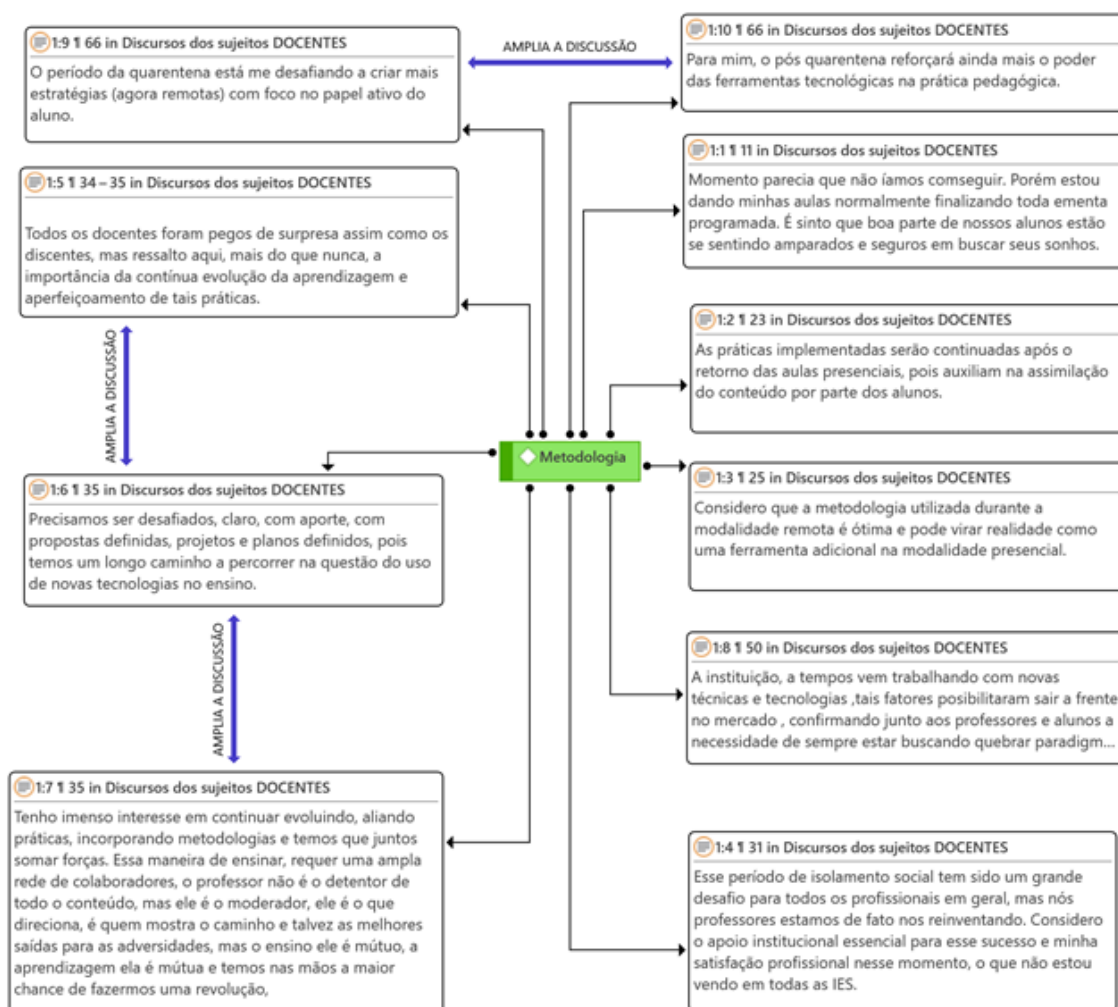 1:9 ¶ 66 in Discursos dos sujeitos DOCENTES
O período da quarentena está me desafiando a criar mais
estratégias (agora remotas) com foco no papel ativo do
aluno.
AMPLIA A DISCUSSÃO
1:10 ¶ 66 in Discursos dos sujeitos DOCENTES
Para mim, o pós quarentena reforçará ainda mais o poder
das ferramentas tecnológicas na prática pedagógica.
1:5 ¶ 34 – 35 in Discursos dos sujeitos DOCENTES
Todos os docentes foram pegos de surpresa assim como os
discentes, mas ressalto aqui, mais do que nunca, a
importância da contínua evolução da aprendizagem e
aperfeiçoamento de tais práticas.
1:1 ¶ 11 in Discursos dos sujeitos DOCENTES
Momento parecia que não íamos comseguir. Porém estou
dando minhas aulas normalmente finalizando toda ementa
programada. É sinto que boa parte de nossos alunos estão
se sentindo amparados e seguros em buscar seus sonhos.
AMPLIA A DISCUSSÃO
1:2 ¶ 23 in Discursos dos sujeitos DOCENTES
As práticas implementadas serão continuadas após o
retorno das aulas presenciais, pois auxiliam na assimilação
do conteúdo por parte dos alunos.
Metodologia
1:6 ¶ 35 in Discursos dos sujeitos DOCENTES
Precisamos ser desafiados, claro, com aporte, com
propostas definidas, projetos e planos definidos, pois
temos um longo caminho a percorrer na questão do uso
de novas tecnologias no ensino.
1:3 ¶ 25 in Discursos dos sujeitos DOCENTES
Considero que a metodologia utilizada durante a
modalidade remota é ótima e pode virar realidade como
uma ferramenta adicional na modalidade presencial.
AMPLIA A DISCUSSÃO
1:8 ¶ 50 in Discursos dos sujeitos DOCENTES
A instituição, a tempos vem trabalhando com novas
técnicas e tecnologias ,tais fatores posibilitaram sair a frente
no mercado , confirmando junto aos professores e alunos a
necessidade de sempre estar buscando quebrar paradigm...
1:7 ¶ 35 in Discursos dos sujeitos DOCENTES
Tenho imenso interesse em continuar evoluindo, aliando
práticas, incorporando metodologias e temos que juntos
somar forças. Essa maneira de ensinar, requer uma ampla
rede de colaboradores, o professor não é o detentor de
todo o conteúdo, mas ele é o moderador, ele é o que
direciona, é quem mostra o caminho e talvez as melhores
saídas para as adversidades, mas o ensino ele é mútuo, a
aprendizagem ela é mútua e temos nas mãos a maior
chance de fazermos uma revolução,
1:4 ¶ 31 in Discursos dos sujeitos DOCENTES
Esse período de isolamento social tem sido um grande
desafio para todos os profissionais em geral, mas nós
professores estamos de fato nos reinventando. Considero
o apoio institucional essencial para esse sucesso e minha
satisfação profissional nesse momento, o que não estou
vendo em todas as IES.